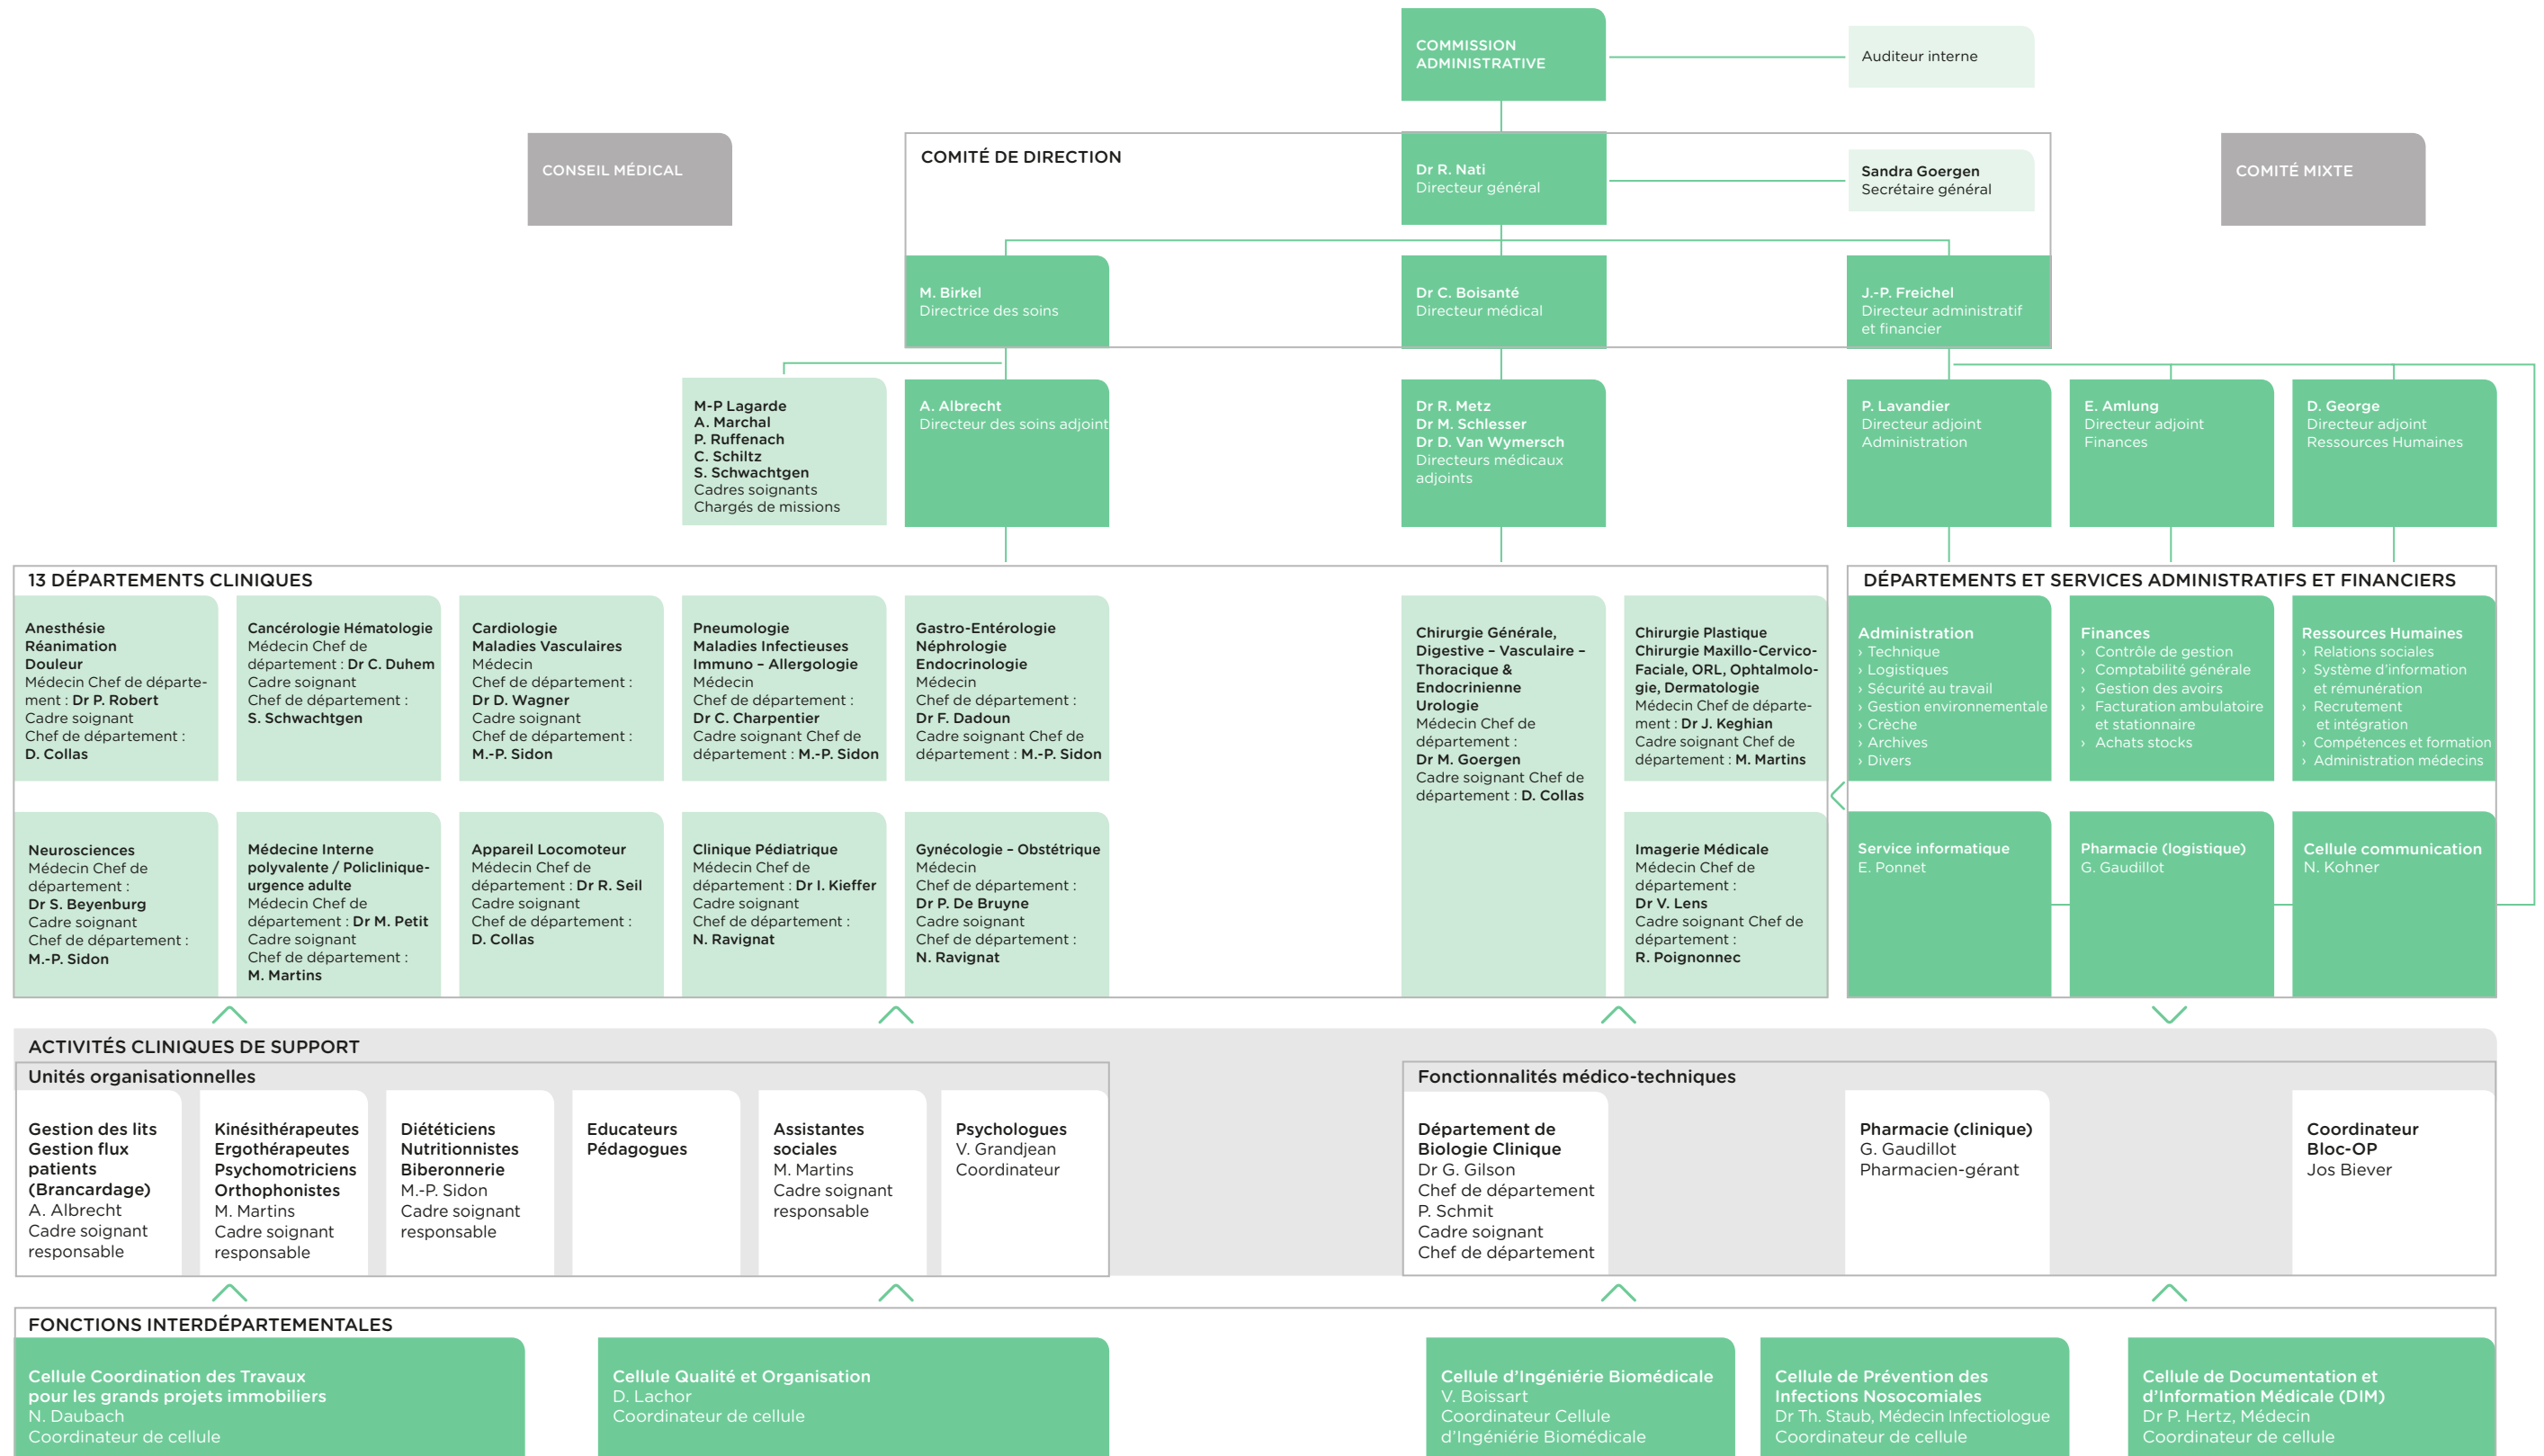 COMMISSION
ADMINISTRATIVE
Auditeur interne
CONSEIL MÉDICAL
COMITÉ DE DIRECTION
Dr R. Nati
Directeur général
Sandra Goergen
Secrétaire général
COMITÉ MIXTE
M. Birkel
Directrice des soins
Dr C. Boisanté
Directeur médical
J.-P. Freichel
Directeur administratif
et financier
M-P Lagarde
A. Marchal
P. Ruffenach
C. Schiltz
S. Schwachtgen
Cadres soignants
Chargés de missions
A. Albrecht
Directeur des soins adjoint
Dr R. Metz
Dr M. Schlesser
Dr D. Van Wymersch
Directeurs médicaux
adjoints
P. Lavandier
Directeur adjoint
Administration
E. Amlung
Directeur adjoint
Finances
D. George
Directeur adjoint
Ressources Humaines
13 DÉPARTEMENTS CLINIQUES
Anesthésie
Réanimation
Douleur
Médecin Chef de départe-
ment : Dr P. Robert
Cadre soignant
Chef de département :
D. Collas
Cancérologie Hématologie
Médecin Chef de
département : Dr C. Duhem
Cadre soignant
Chef de département :
S. Schwachtgen
Cardiologie
Maladies Vasculaires
Médecin
Chef de département :
Dr D. Wagner
Cadre soignant
Chef de département :
M.-P. Sidon
Pneumologie
Maladies Infectieuses
Immuno – Allergologie
Médecin
Chef de département :
Dr C. Charpentier
Cadre soignant Chef de
département : M.-P. Sidon
Gastro-Entérologie
Néphrologie
Endocrinologie
Médecin
Chef de département :
Dr F. Dadoun
Cadre soignant Chef de
département : M.-P. Sidon
Chirurgie Générale,
Digestive – Vasculaire –
Thoracique &
Endocrinienne
Urologie
Médecin Chef de
département :
Dr M. Goergen
Cadre soignant Chef de
département : D. Collas
Chirurgie Plastique
Chirurgie Maxillo-Cervico-
Faciale, ORL, Ophtalmolo-
gie, Dermatologie
Médecin Chef de départe-
ment : Dr J. Keghian
Cadre soignant Chef de
département : M. Martins
Neurosciences
Médecin Chef de
département :
Dr S. Beyenburg
Cadre soignant
Chef de département :
M.-P. Sidon
Médecine Interne
polyvalente / Policlinique-
urgence adulte
Médecin Chef de
département : Dr M. Petit
Cadre soignant
Chef de département :
M. Martins
Appareil Locomoteur
Médecin Chef de
département : Dr R. Seil
Cadre soignant
Chef de département :
D. Collas
Clinique Pédiatrique
Médecin Chef de
département : Dr I. Kieffer
Cadre soignant
Chef de département :
N. Ravignat
Gynécologie – Obstétrique
Médecin
Chef de département :
Dr P. De Bruyne
Cadre soignant
Chef de département :
N. Ravignat
Imagerie Médicale
Médecin Chef de
département :
Dr V. Lens
Cadre soignant Chef de
département :
R. Poignonnec
DÉPARTEMENTS ET SERVICES ADMINISTRATIFS ET FINANCIERS
Administration
› Technique
› Logistiques
› Sécurité au travail
› Gestion environnementale
› Crèche
› Archives
› Divers
Finances
› Contrôle de gestion
› Comptabilité générale
› Gestion des avoirs
› Facturation ambulatoire
et stationnaire
› Achats stocks
Ressources Humaines
› Relations sociales
› Système d'information
et rémunération
› Recrutement
et intégration
› Compétences et formation
› Administration médecins
Service informatique
E. Ponnet
Pharmacie (logistique)
G. Gaudillot
Cellule communication
N. Kohner
ACTIVITÉS CLINIQUES DE SUPPORT
Unités organisationnelles
Gestion des lits
Gestion flux
patients
(Brancardage)
A. Albrecht
Cadre soignant
responsable
Kinésithérapeutes
Ergothérapeutes
Psychomotriciens
Orthophonistes
M. Martins
Cadre soignant
responsable
Diététiciens
Nutritionnistes
Biberonnerie
M.-P. Sidon
Cadre soignant
responsable
Educateurs
Pédagogues
Assistantes
sociales
M. Martins
Cadre soignant
responsable
Psychologues
V. Grandjean
Coordinateur
Fonctionnalités médico-techniques
Département de
Biologie Clinique
Dr G. Gilson
Chef de département
P. Schmit
Cadre soignant
Chef de département
Pharmacie (clinique)
G. Gaudillot
Pharmacien-gérant
Coordinateur
Bloc-OP
Jos Biever
FONCTIONS INTERDÉPARTEMENTALES
Cellule Coordination des Travaux
pour les grands projets immobiliers
N. Daubach
Coordinateur de cellule
Cellule Qualité et Organisation
D. Lachor
Coordinateur de cellule
Cellule d'Ingéniérie Biomédicale
V. Boissart
Coordinateur Cellule
d'Ingéniérie Biomédicale
Cellule de Prévention des
Infections Nosocomiales
Dr Th. Staub, Médecin Infectiologue
Coordinateur de cellule
Cellule de Documentation et
d'Information Médicale (DIM)
Dr P. Hertz, Médecin
Coordinateur de cellule